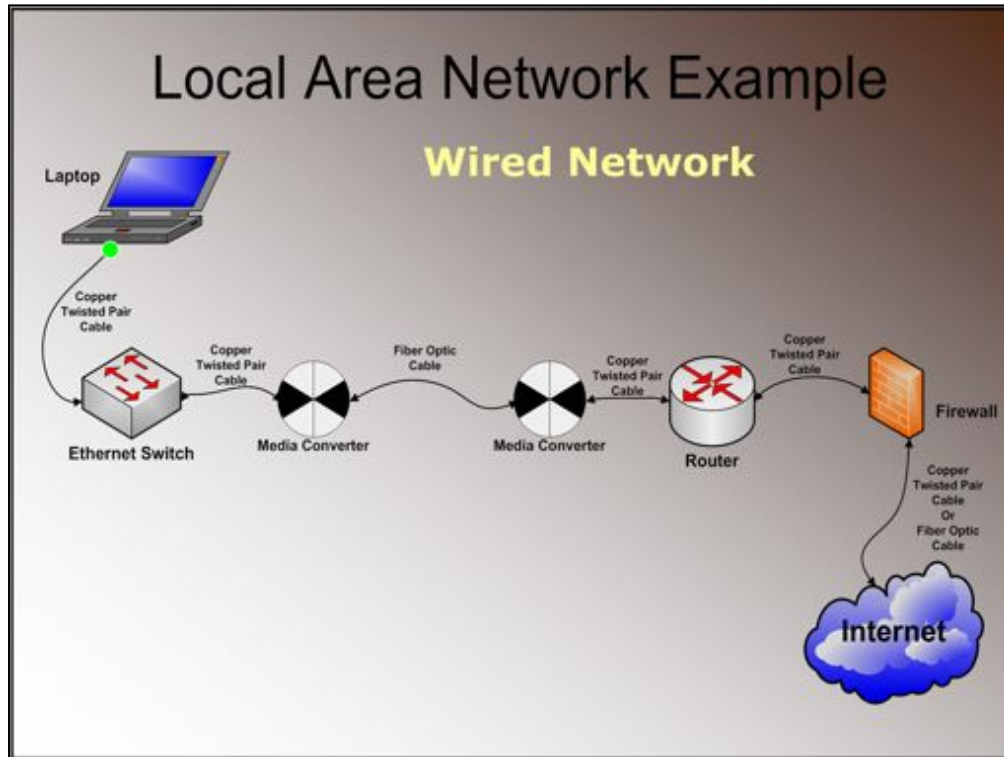 Local Area Network Example
Wired Network
Laptop
Copper
Twisted Pair
Cable
Ethernet Switch
Copper
Twisted Pair
Cable
Media Converter
Fiber Optic
Cable
Media Converter
Copper
Twisted Pair
Cable
Router
Copper
Twisted Pair
Cable
Firewall
Copper
Twisted Pair
Cable
Or
Fiber Optic
Cable
Internet